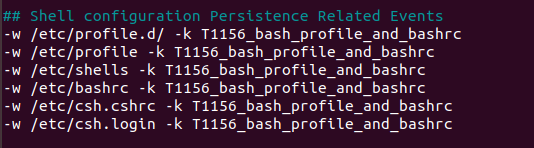 ## Shell configuration Persistence Related Events
-w /etc/profile.d/ -k T1156_bash_profile_and_bashrc
-w /etc/profile -k T1156_bash_profile_and_bashrc
-w /etc/shells -k T1156_bash_profile_and_bashrc
-w /etc/bashrc -k T1156_bash_profile_and_bashrc
-w /etc/csh.cshrc -k T1156_bash_profile_and_bashrc
-w /etc/csh.login -k T1156_bash_profile_and_bashrc